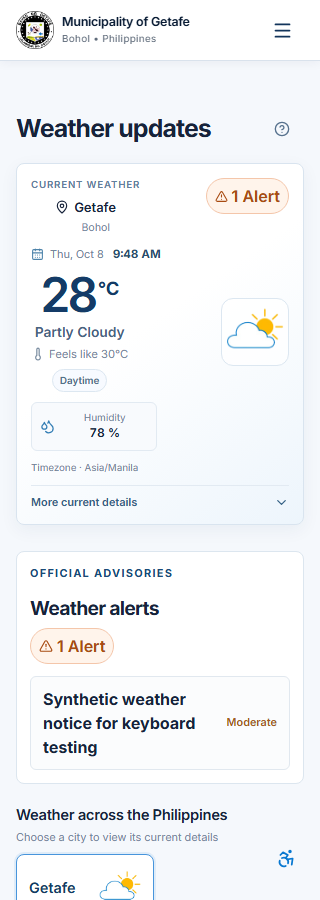 Municipality of Getafe
Bohol • Philippines
Weather updates
CURRENT WEATHER
1 Alert
Getafe
Bohol
Thu, Oct 8 9:48 AM
28°C
Partly Cloudy
Feels like 30°C
Daytime
Humidity
78 %
Timezone · Asia/Manila
More current details
OFFICIAL ADVISORIES
Weather alerts
1 Alert
Synthetic weather
notice for keyboard
testing
Moderate
Weather across the Philippines
Choose a city to view its current details
Getafe